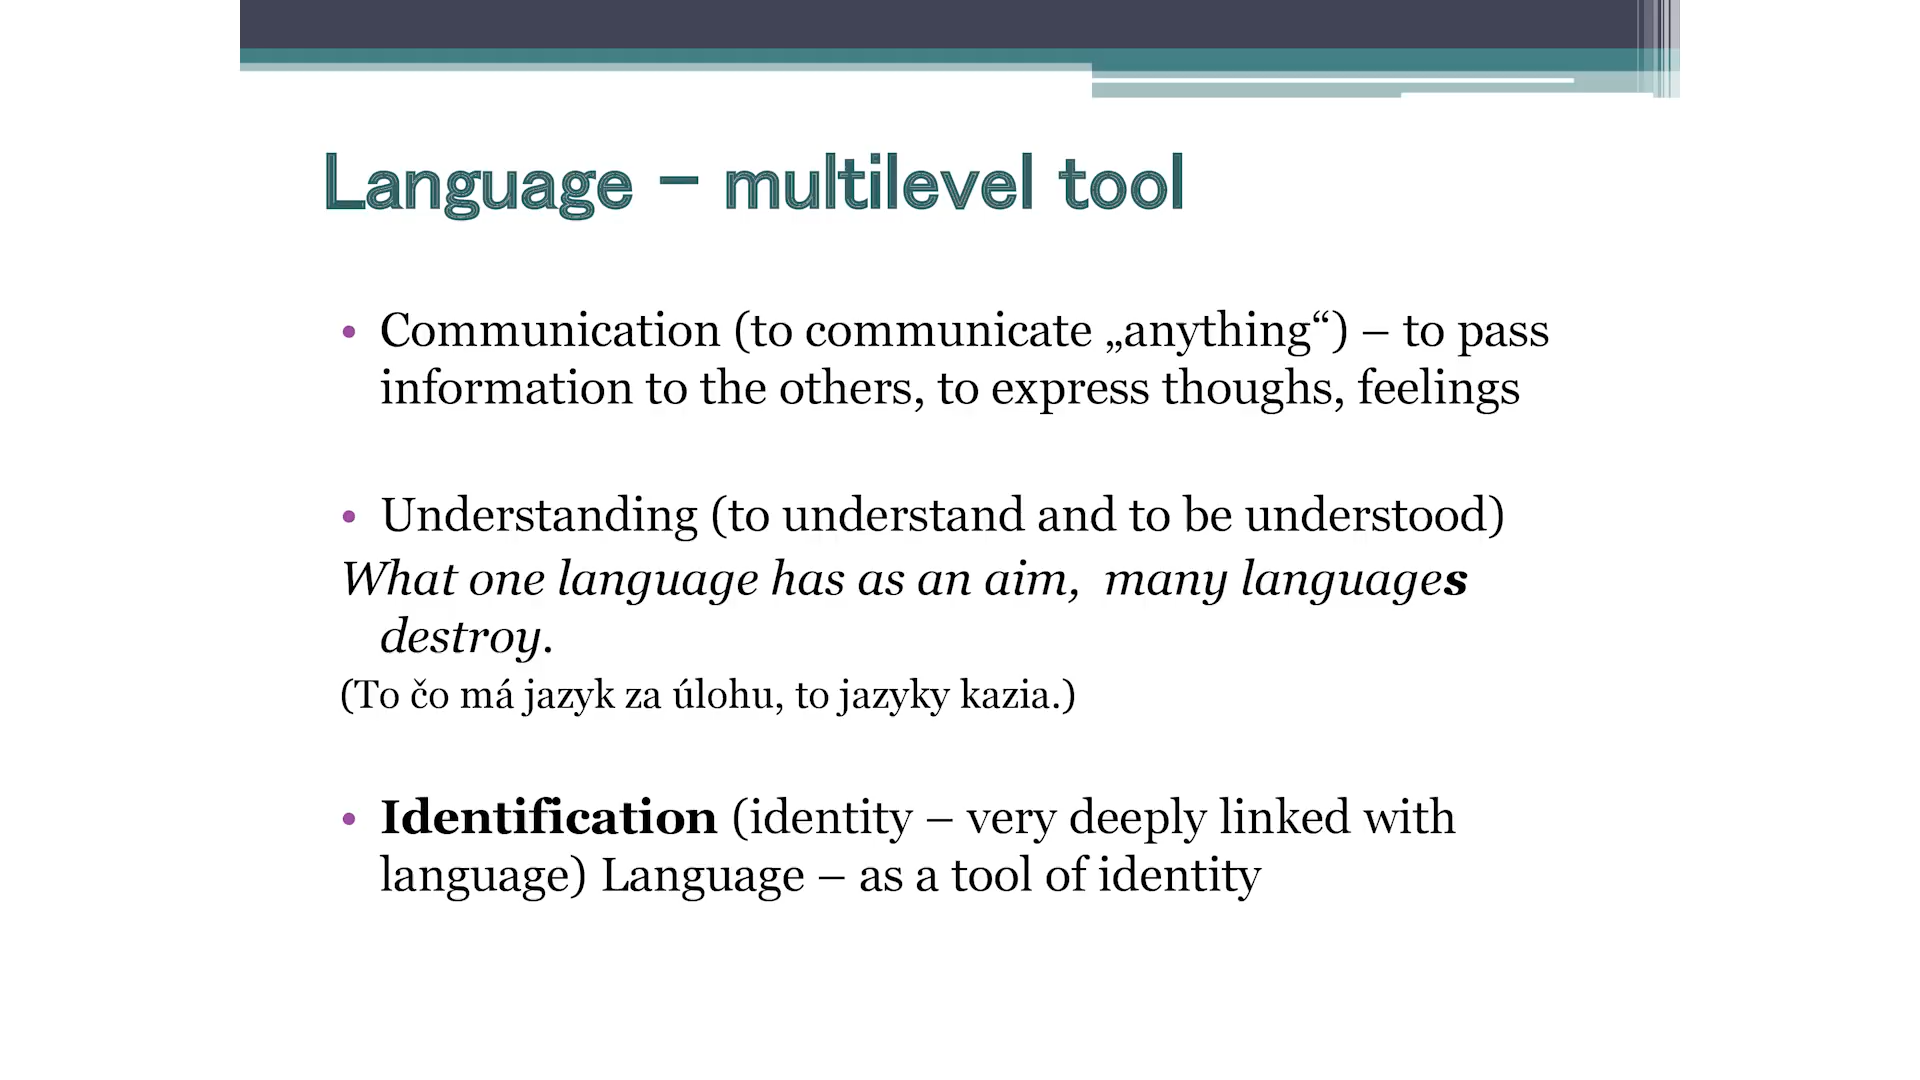 Language – multilevel tool
• Communication (to communicate „anything“) – to pass
information to the others, to express thoughs, feelings
• Understanding (to understand and to be understood)
What one language has as an aim, many languages
destroy.
(To čo má jazyk za úlohu, to jazyky kazia.)
• Identification (identity – very deeply linked with
language) Language – as a tool of identity